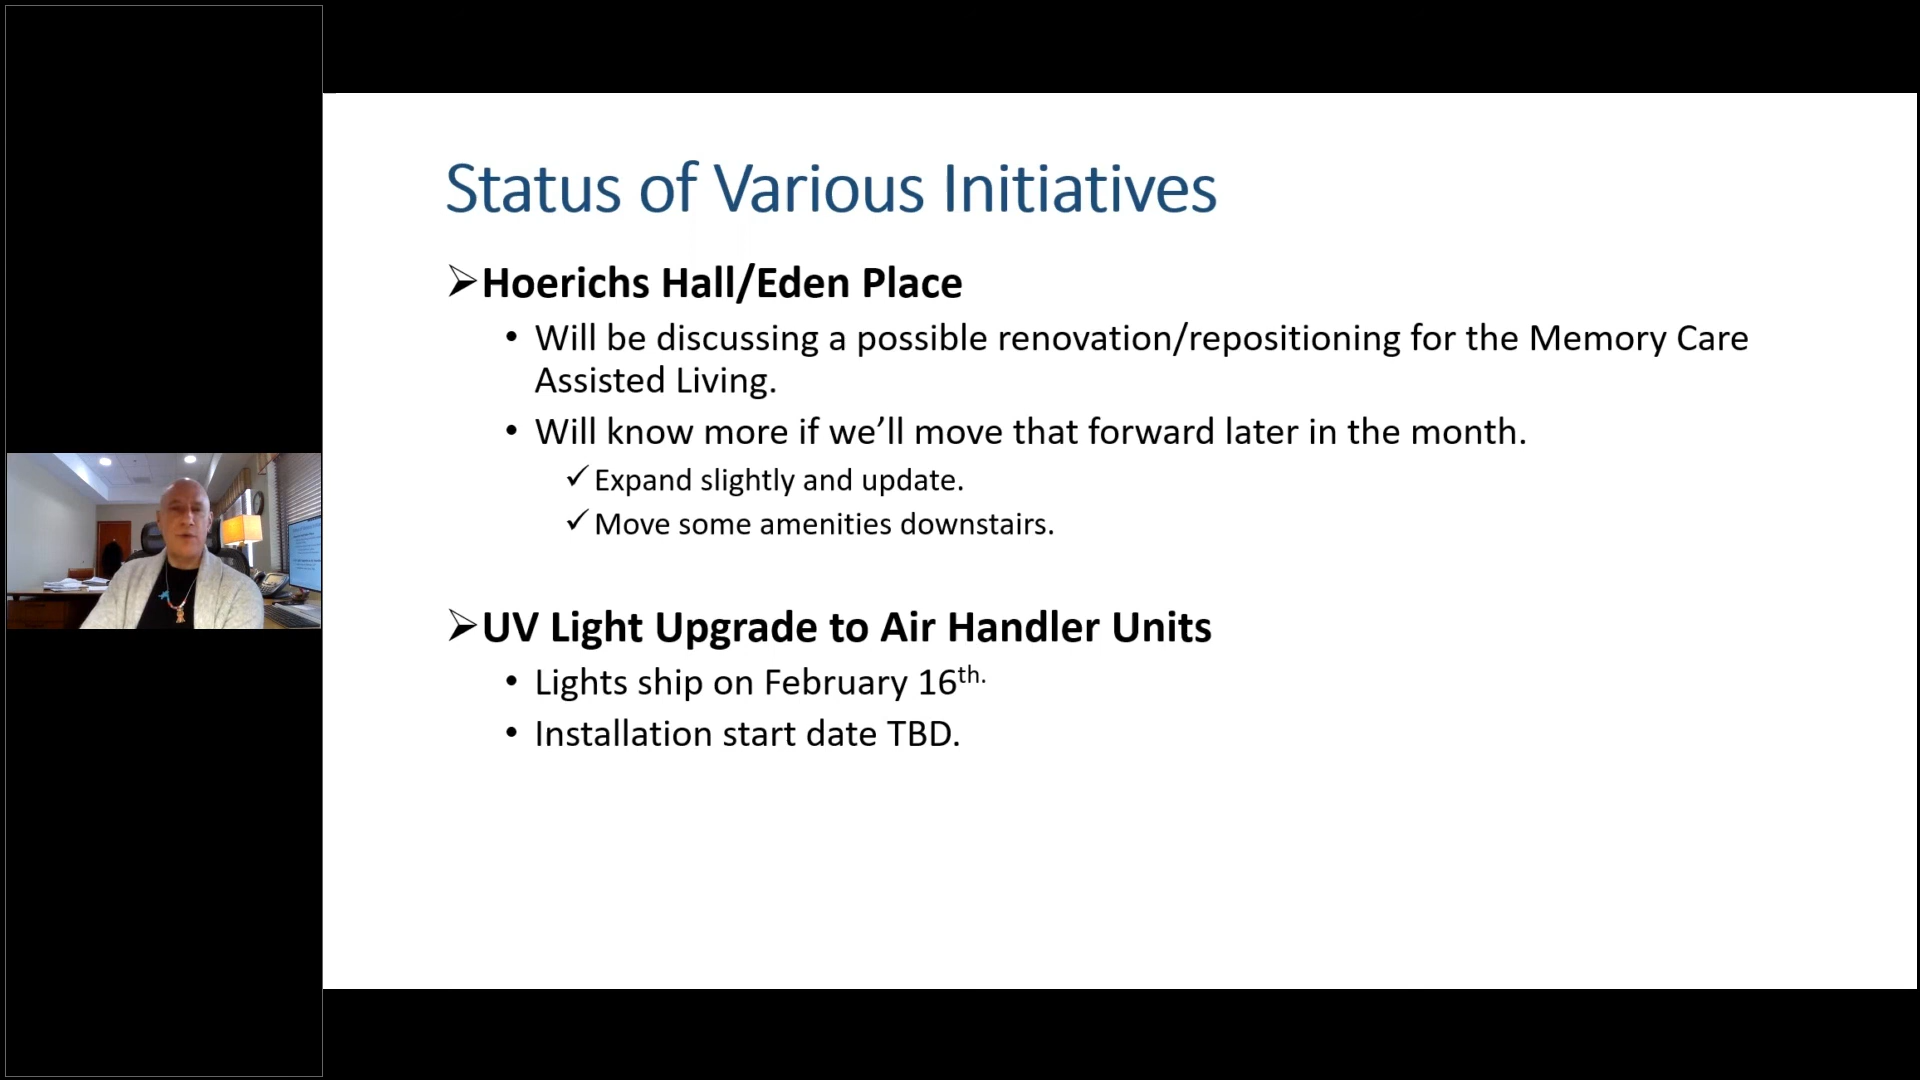 Status of Various Initiatives
➢Hoerichs Hall/Eden Place
• Will be discussing a possible renovation/repositioning for the Memory Care
Assisted Living.
• Will know more if we’ll move that forward later in the month.
✓Expand slightly and update.
✓Move some amenities downstairs.
➢UV Light Upgrade to Air Handler Units
• Lights ship on February 16th.
• Installation start date TBD.